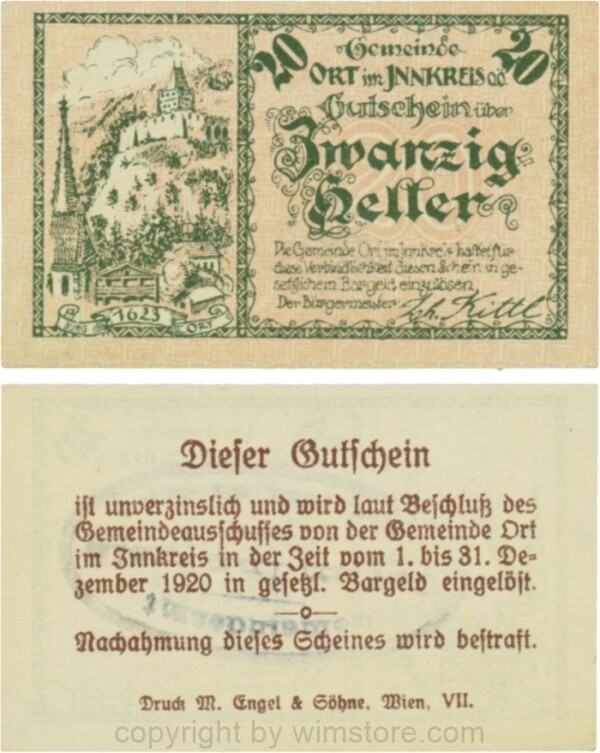 20 Gemeinde 20
ORT im INNKREIS o.ö.
Gutschein über
Zwanzig
Heller
Die Gemeinde Ort im Innkreis haftet für
diese Verbindlichkeit diesen Schein in ge-
setzlichem Bargeld einzulösen.
Der Bürgermeister: Kittl
1623
ORT
Dieser Gutschein
ist unverzinslich und wird laut Beschluß des
Gemeindeausschusses von der Gemeinde Ort
im Innkreis in der Zeit vom 1. bis 31. De-
zember 1920 in gesetzl. Bargeld eingelöst.
Nachahmung dieses Scheines wird bestraft.
Druck M. Engel & Söhne, Wien, VII.
copyright by wimstore.com